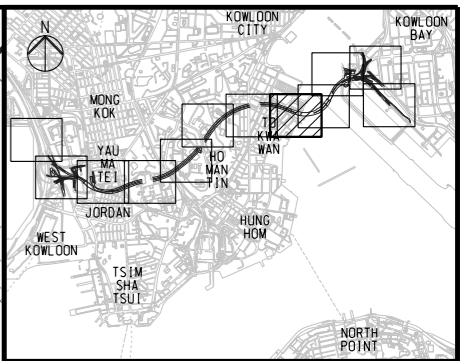 KOWLOON
CITY
KOWLOON
BAY
N
MONG
KOK
TO
KWA
WAN
YAU
MA
TEI
HO
MAN
TIN
JORDAN
HUNG
HOM
WEST
KOWLOON
TSIM
SHA
TSUI
NORTH
POINT